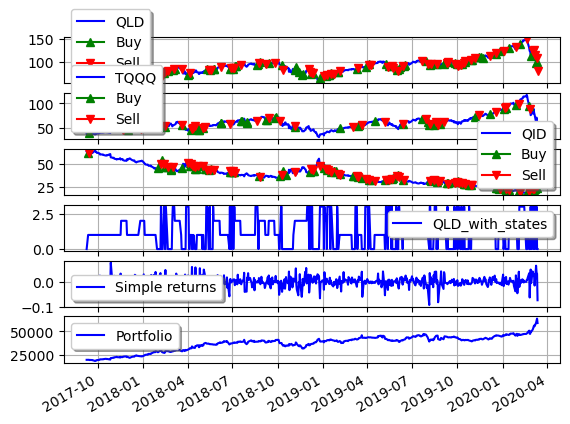 QLD
Buy
Sell
150
100
TQQQ
Buy
Sell
100
50
QID
Buy
Sell
50
25
QLD_with_states
2.5
0.0
Simple returns
0.0
−0.1
Portfolio
50000
25000
2017-10
2018-01
2018-04
2018-07
2018-10
2019-01
2019-04
2019-07
2019-10
2020-01
2020-04